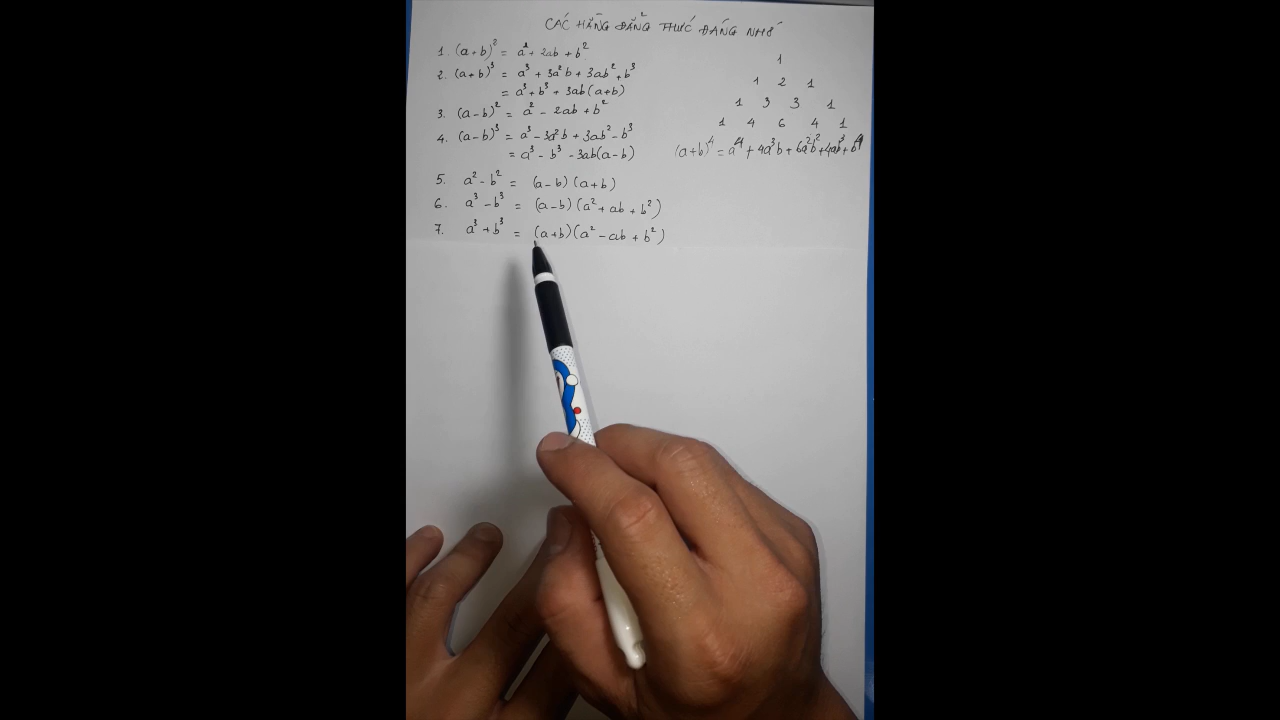 CÁC HẰNG ĐẲNG THỨC ĐÁNG NHỚ
1. (a+b)² = a² + 2ab + b²
2. (a+b)³ = a³ + 3a²b + 3ab² + b³
= a³ + b³ + 3ab(a+b)
3. (a-b)² = a² - 2ab + b²
4. (a-b)³ = a³ - 3a²b + 3ab² - b³
= a³ - b³ - 3ab(a-b)
5. a² - b² = (a-b)(a+b)
6. a³ - b³ = (a-b)(a² + ab + b²)
7. a³ + b³ = (a+b)(a² - ab + b²)
1
1 2 1
1 3 3 1
1 4 6 4 1
(a+b)⁴ = a⁴ + 4a³b + 6a²b² + 4ab³ + b⁴